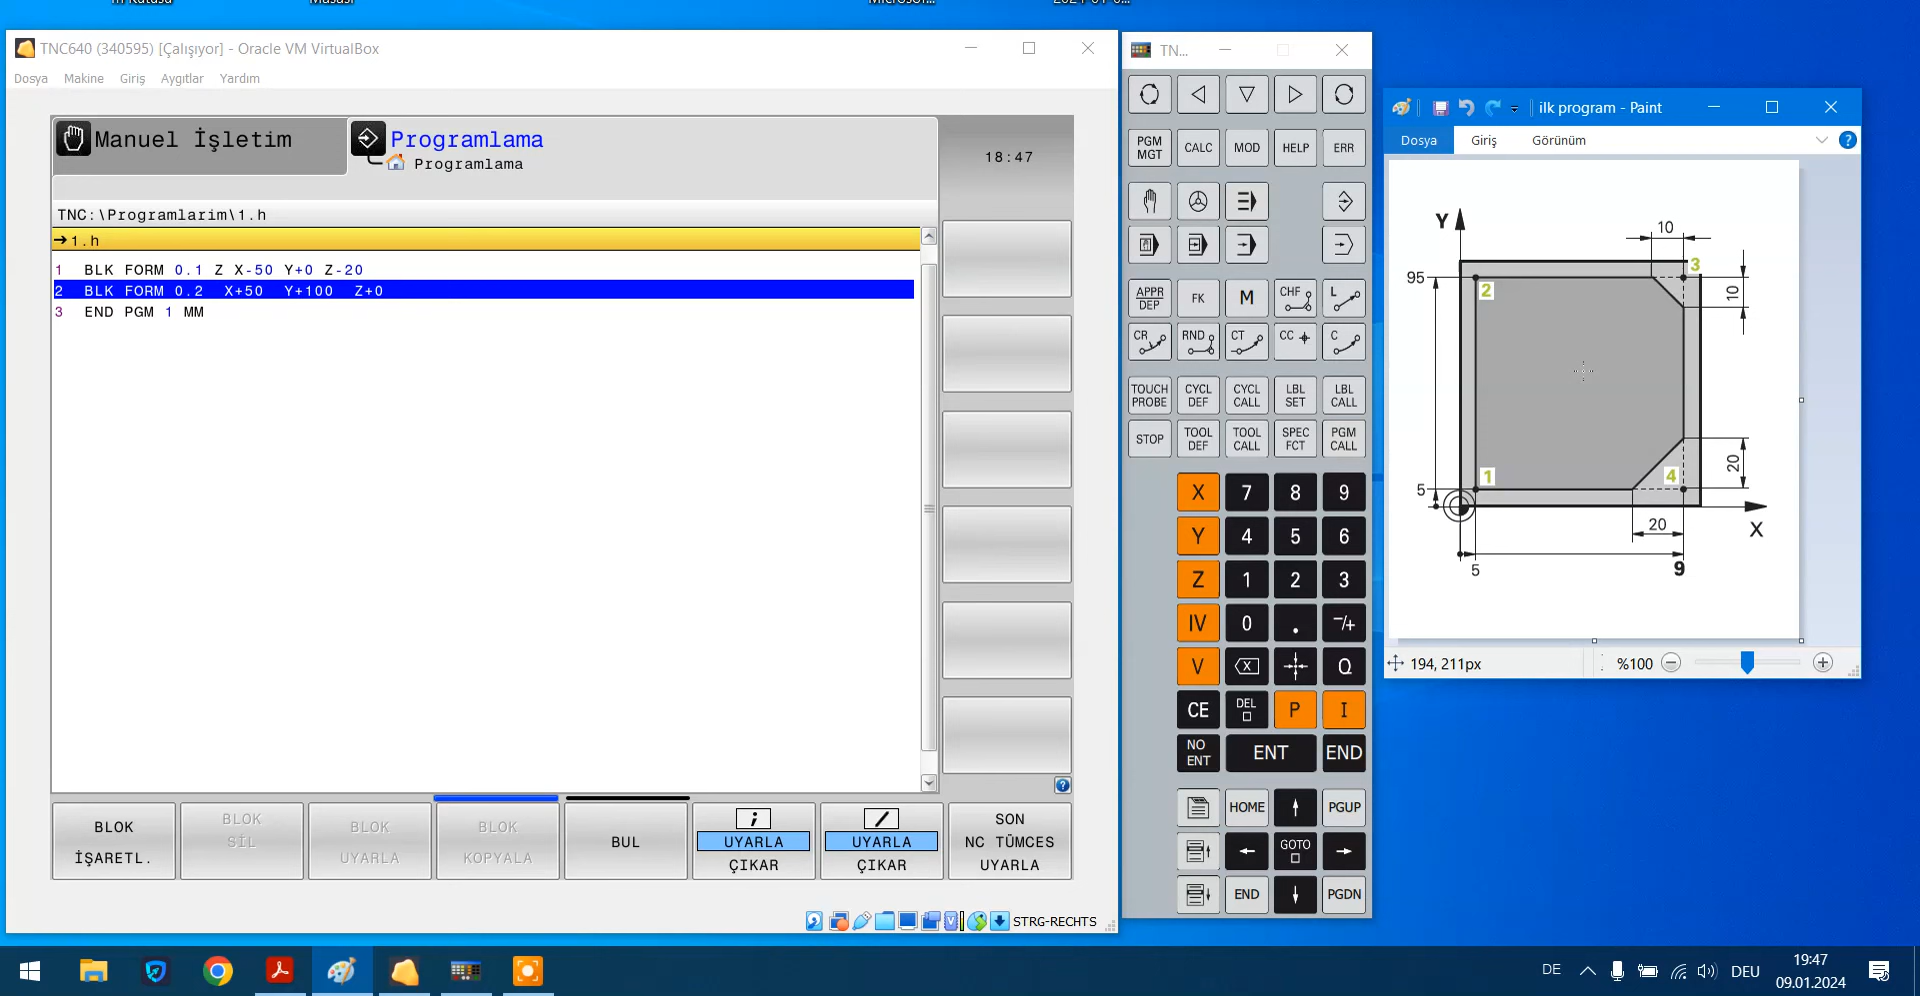 TNC640 (340595) [Çalışıyor] - Oracle VM VirtualBox
Dosya Makine Giriş Aygıtlar Yardım
Manuel İşletim
Programlama
Programlama
18:47
TNC:\Programlarim\1.h
➔1.h
1 BLK FORM 0.1 Z X-50 Y+0 Z-20
2 BLK FORM 0.2 X+50 Y+100 Z+0
3 END PGM 1 MM
BLOK
İŞARETL.
BLOK
SİL
BLOK
UYARLA
BLOK
KOPYALA
BUL
;
UYARLA
ÇIKAR
/
UYARLA
ÇIKAR
SON
NC TÜMCES
UYARLA
STRG-RECHTS
TN...
PGM
MGT
CALC
MOD
HELP
ERR
APPR
DEP
FK
M
CHF
L
CR
RND
CT
CC
C
TOUCH
PROBE
CYCL
DEF
CYCL
CALL
LBL
SET
LBL
CALL
STOP
TOOL
DEF
TOOL
CALL
SPEC
FCT
PGM
CALL
X 7 8 9
Y 4 5 6
Z 1 2 3
IV 0 . -/+
V X Q
CE
DEL
P I
NO
ENT
ENT
END
HOME
PGUP
GOTO
END
PGDN
ilk program - Paint
Dosya Giriş Görünüm
Y
10
95
3
2
10
1
4
20
5
20
X
5
9
194, 211px
%100
DE
DEU
19:47
09.01.2024